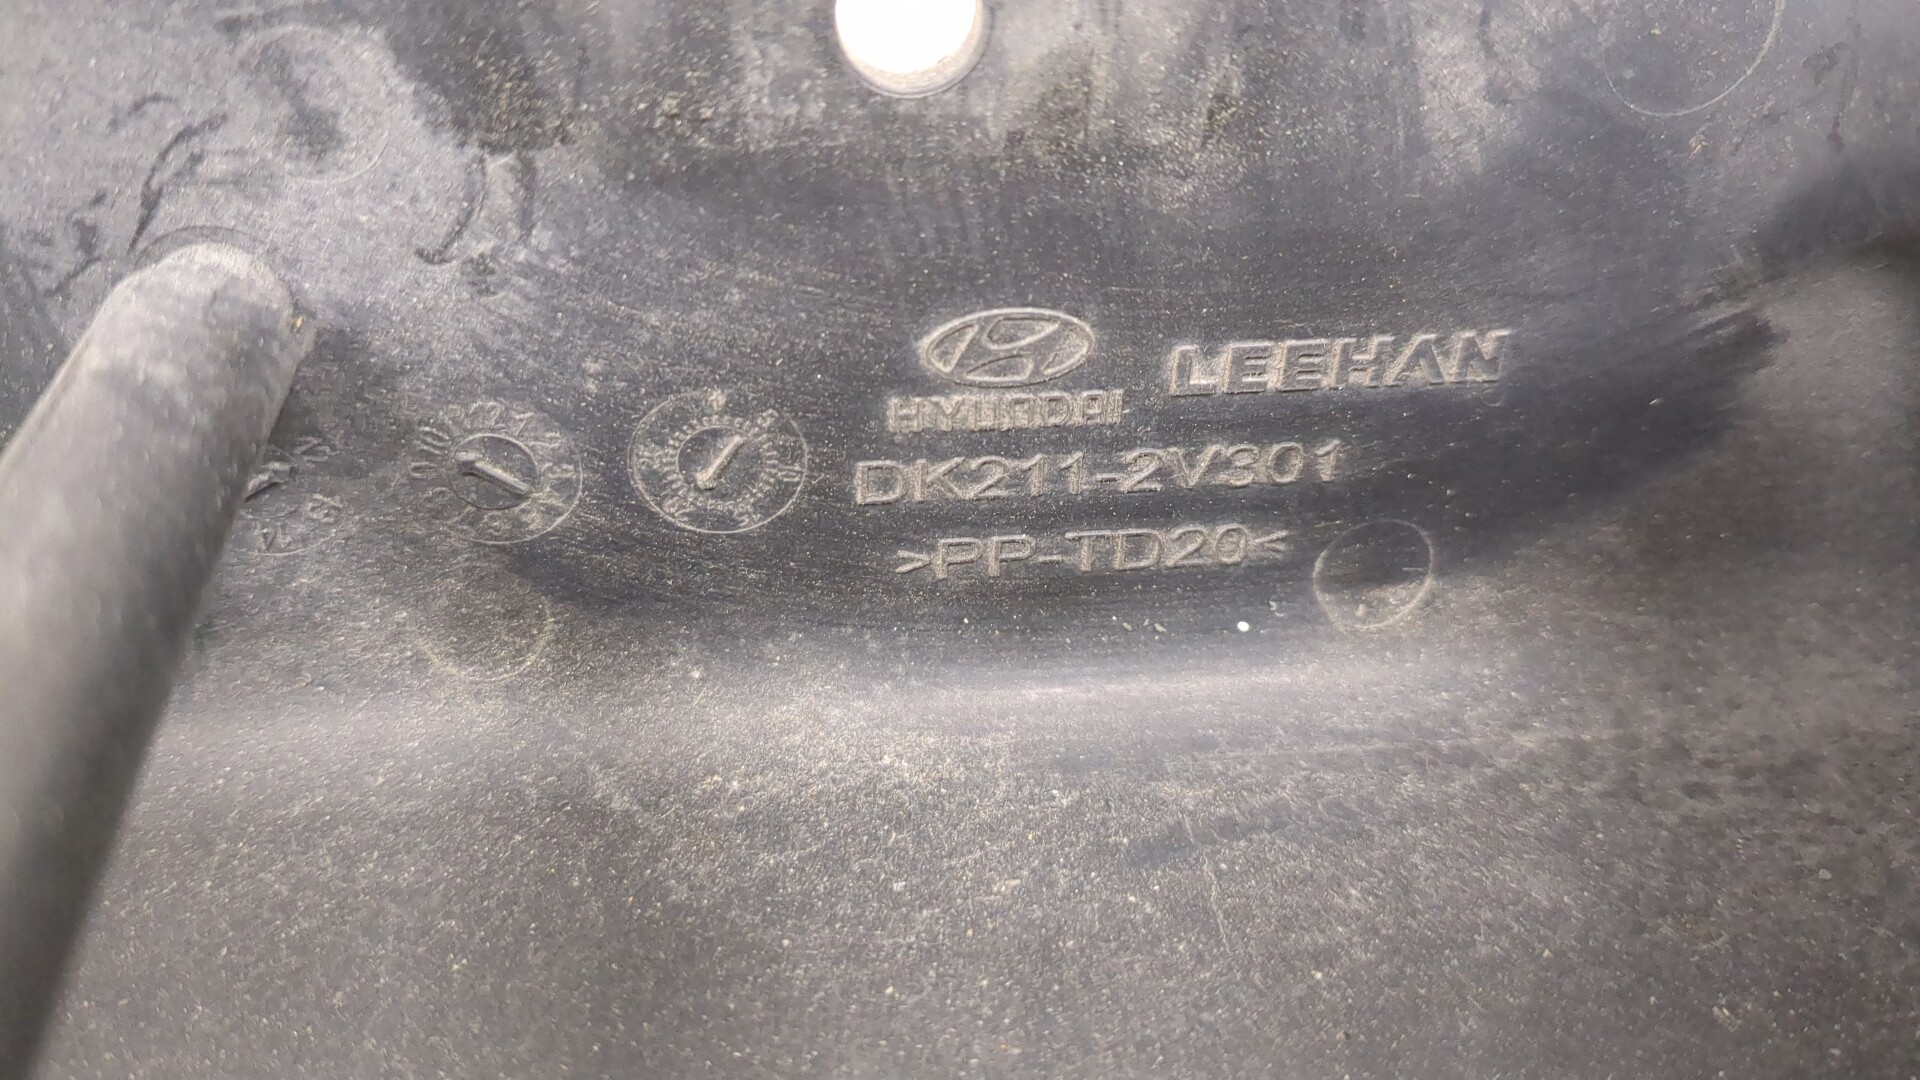 LEEHAN
HYUNDAI
DK211-2V301
>PP-TD20<